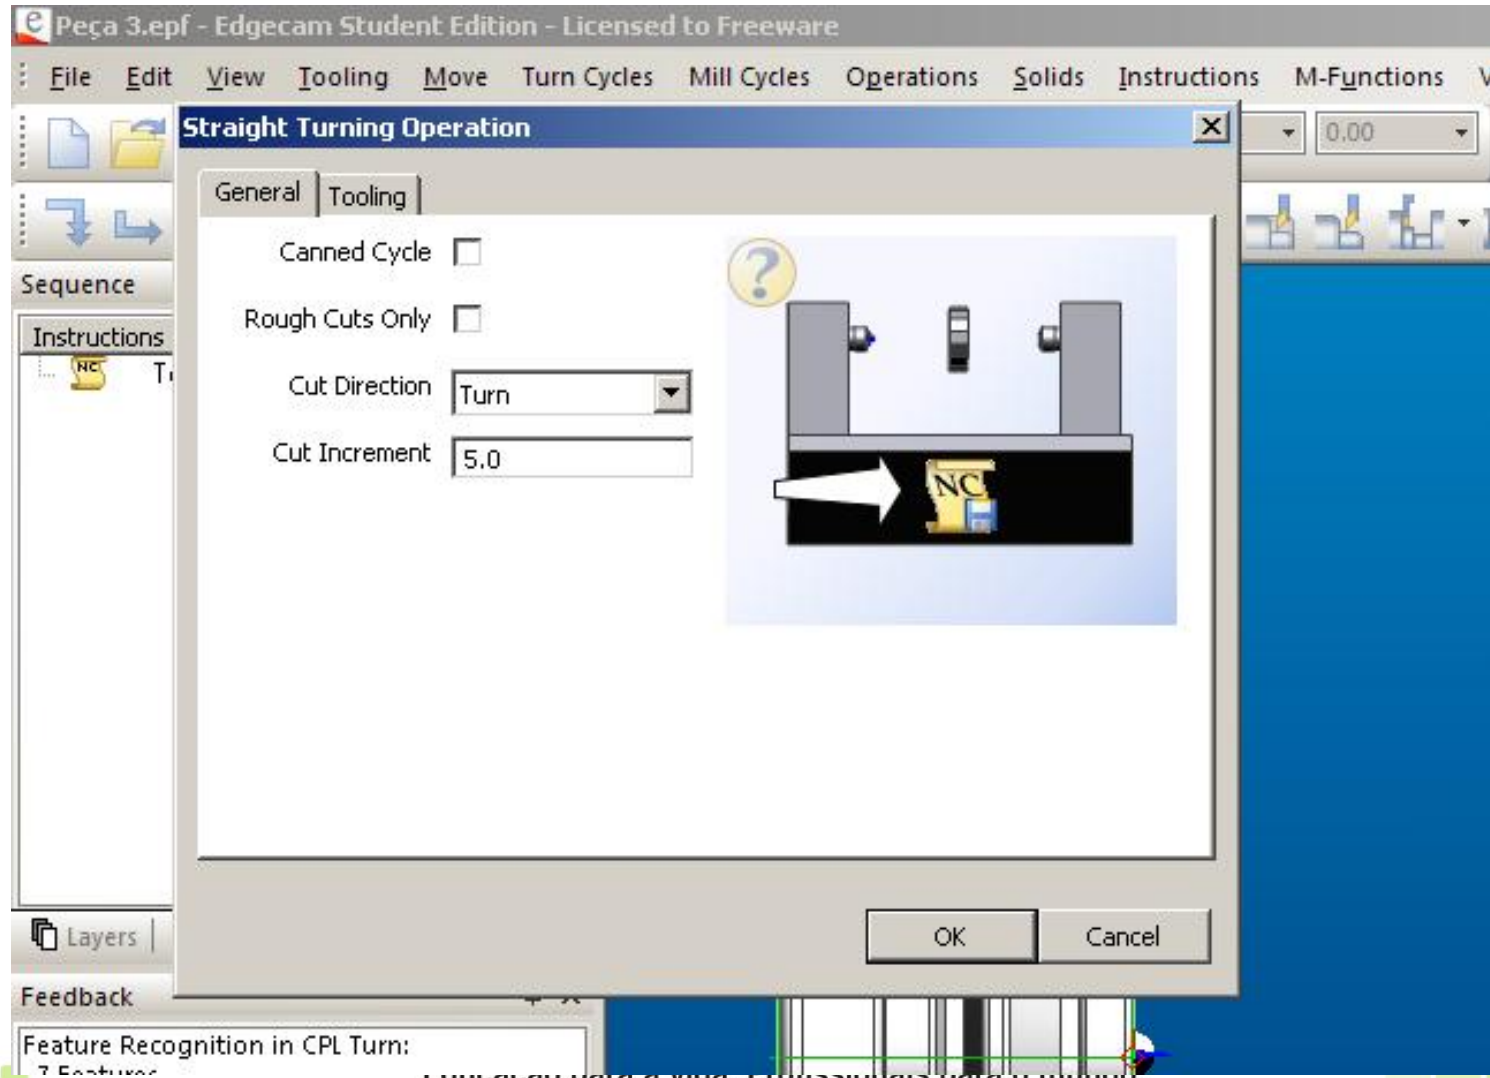 Peça 3.epf - Edgecam Student Edition - Licensed to Freeware
File Edit View Tooling Move Turn Cycles Mill Cycles Operations Solids Instructions M-Functions
Straight Turning Operation
0.00
General Tooling
Canned Cycle
Sequence
Rough Cuts Only
Instructions
NC
Cut Direction Turn
Cut Increment 5.0
NC
Layers
OK Cancel
Feedback
Feature Recognition in CPL Turn:
7 Features